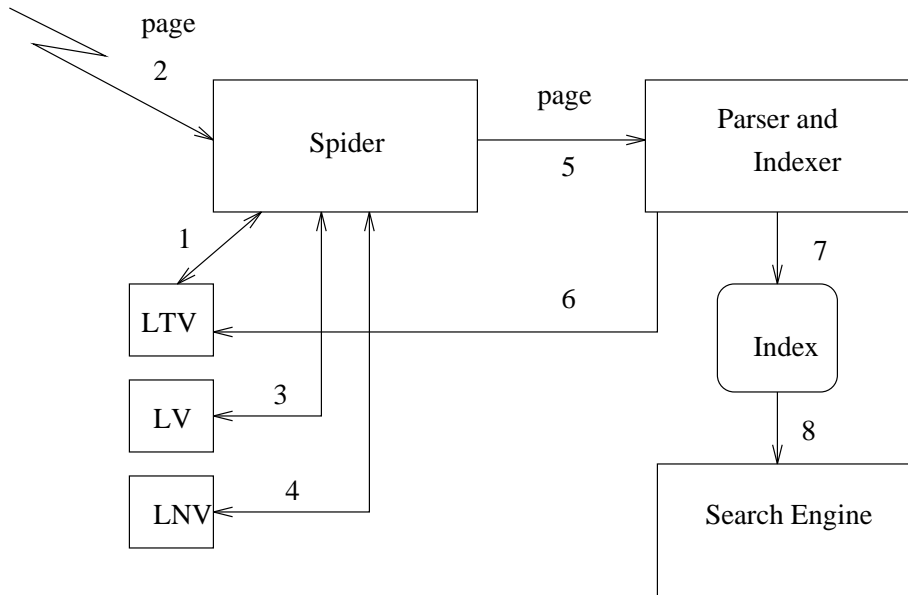 page
2
Spider
page
5
Parser and
Indexer
1
7
LTV
6
Index
LV
3
8
LNV
4
Search Engine